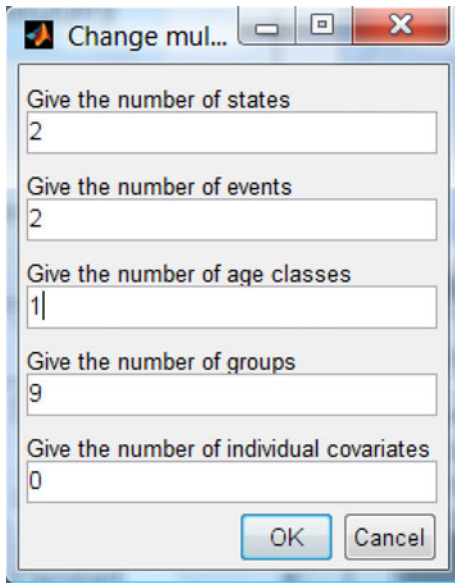 Change mul...
Give the number of states
2
Give the number of events
2
Give the number of age classes
1
Give the number of groups
9
Give the number of individual covariates
0
OK Cancel